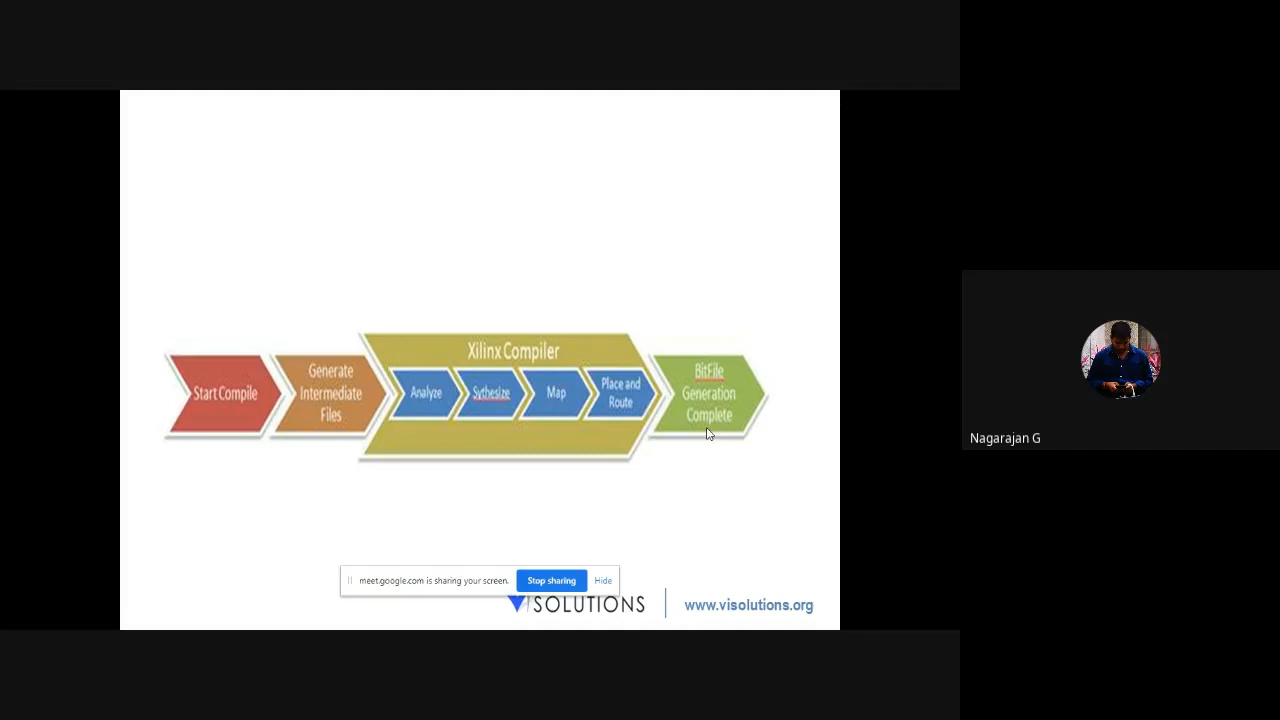 Xilinx Compiler
Start Compile
Generate
Intermediate
Files
Analyze
Sythesize
Map
Place and
Route
BitFile
Generation
Complete
Nagarajan G
meet.google.com is sharing your screen.
Stop sharing
Hide
VISOLUTIONS
www.visolutions.org